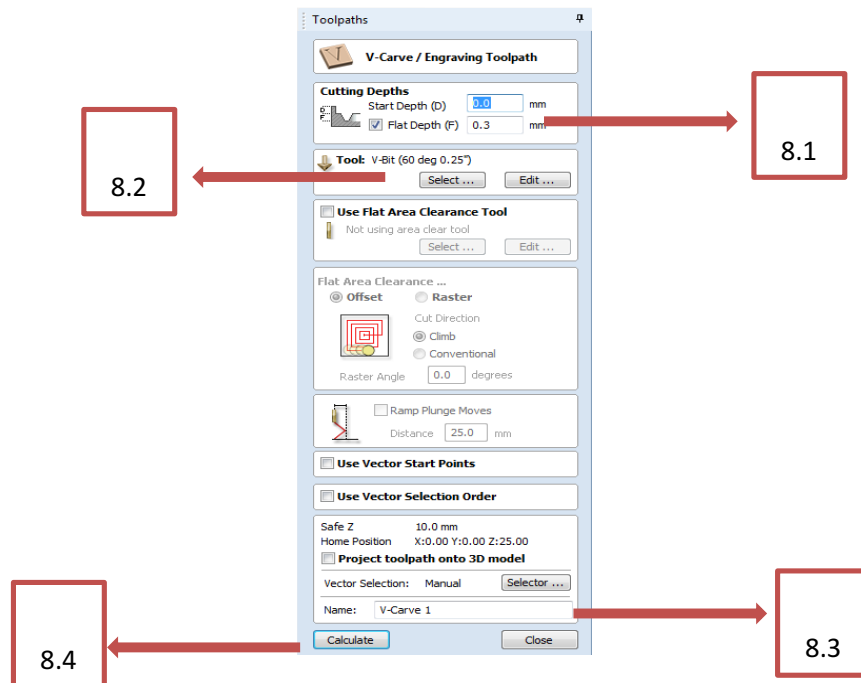 Toolpaths
V-Carve / Engraving Toolpath
Cutting Depths
Start Depth (D) 0.0 mm
Flat Depth (F) 0.3 mm
8.1
Tool: V-Bit (60 deg 0.25")
Select ... Edit ...
8.2
Use Flat Area Clearance Tool
Not using area clear tool
Select ... Edit ...
Flat Area Clearance ...
Offset Raster
Cut Direction
Climb
Conventional
Raster Angle 0.0 degrees
Ramp Plunge Moves
Distance 25.0 mm
Use Vector Start Points
Use Vector Selection Order
Safe Z 10.0 mm
Home Position X:0.00 Y:0.00 Z:25.00
Project toolpath onto 3D model
Vector Selection: Manual Selector ...
Name: V-Carve 1
8.3
Calculate Close
8.4